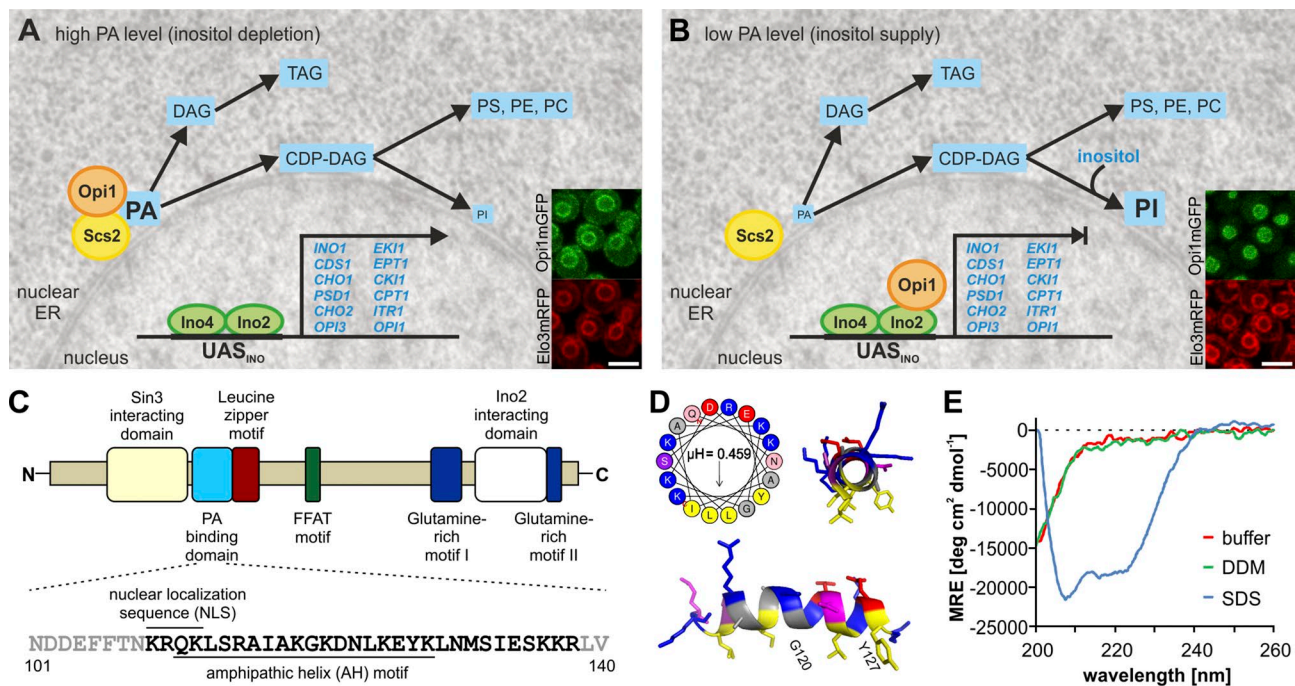 A high PA level (inositol depletion)
TAG
DAG
PS, PE, PC
CDP-DAG
Opi1
PA
Scs2
PI
nuclear
ER
nucleus
INO1 EKI1
CDS1 EPT1
CHO1 CKI1
PSD1 CPT1
CHO2 ITR1
OPI3 OPI1
Ino4 Ino2
UASINO
Opi1mGFP
Elo3mRFP
B low PA level (inositol supply)
TAG
DAG
PS, PE, PC
CDP-DAG
inositol
PA
Scs2
PI
nuclear
ER
nucleus
INO1 EKI1
CDS1 EPT1
CHO1 CKI1
PSD1 CPT1
CHO2 ITR1
OPI3 OPI1
Opi1
Ino4 Ino2
UASINO
Opi1mGFP
Elo3mRFP
C
Sin3
interacting
domain
Leucine
zipper
motif
Ino2
interacting
domain
N
C
PA
binding
domain
FFAT
motif
Glutamine-
rich
motif I
Glutamine-
rich
motif II
nuclear localization
sequence (NLS)
NDDEFFTNKRQKLSRAIAKGKDNLKEYKLNMSIESKKRLV
101
140
amphipathic helix (AH) motif
D
Q D R E
A K
K K
S N
K A
K Y
I L L G
µH= 0.459
G120
Y127
E
MRE [deg cm2 dmol-1]
0
-5000
-10000
-15000
-20000
-25000
buffer
DDM
SDS
200 220 240 260
wavelength [nm]